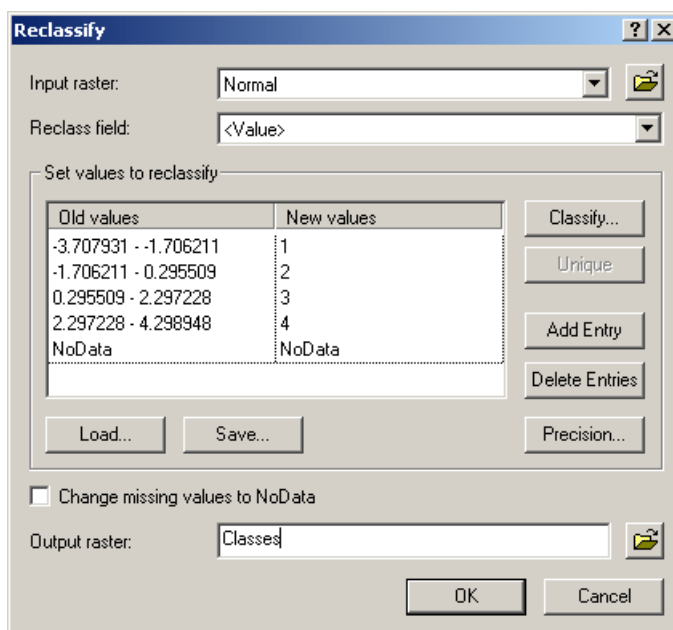 Reclassify
Input raster: Normal
Reclass field: <Value>
Set values to reclassify
Old values New values
-3.707931 - -1.706211 1
-1.706211 - 0.295509 2
0.295509 - 2.297228 3
2.297228 - 4.298948 4
NoData NoData
Classify...
Unique
Add Entry
Delete Entries
Load... Save... Precision...
Change missing values to NoData
Output raster: Classes
OK Cancel